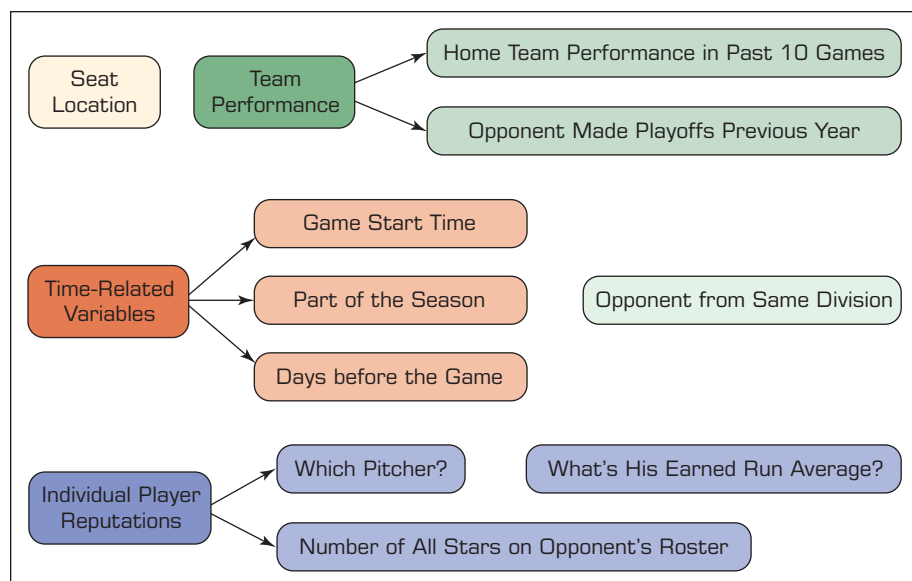 Seat
Location
Team
Performance
Home Team Performance in Past 10 Games
Opponent Made Playoffs Previous Year
Time-Related
Variables
Game Start Time
Part of the Season
Days before the Game
Opponent from Same Division
Individual Player
Reputations
Which Pitcher?
What's His Earned Run Average?
Number of All Stars on Opponent's Roster